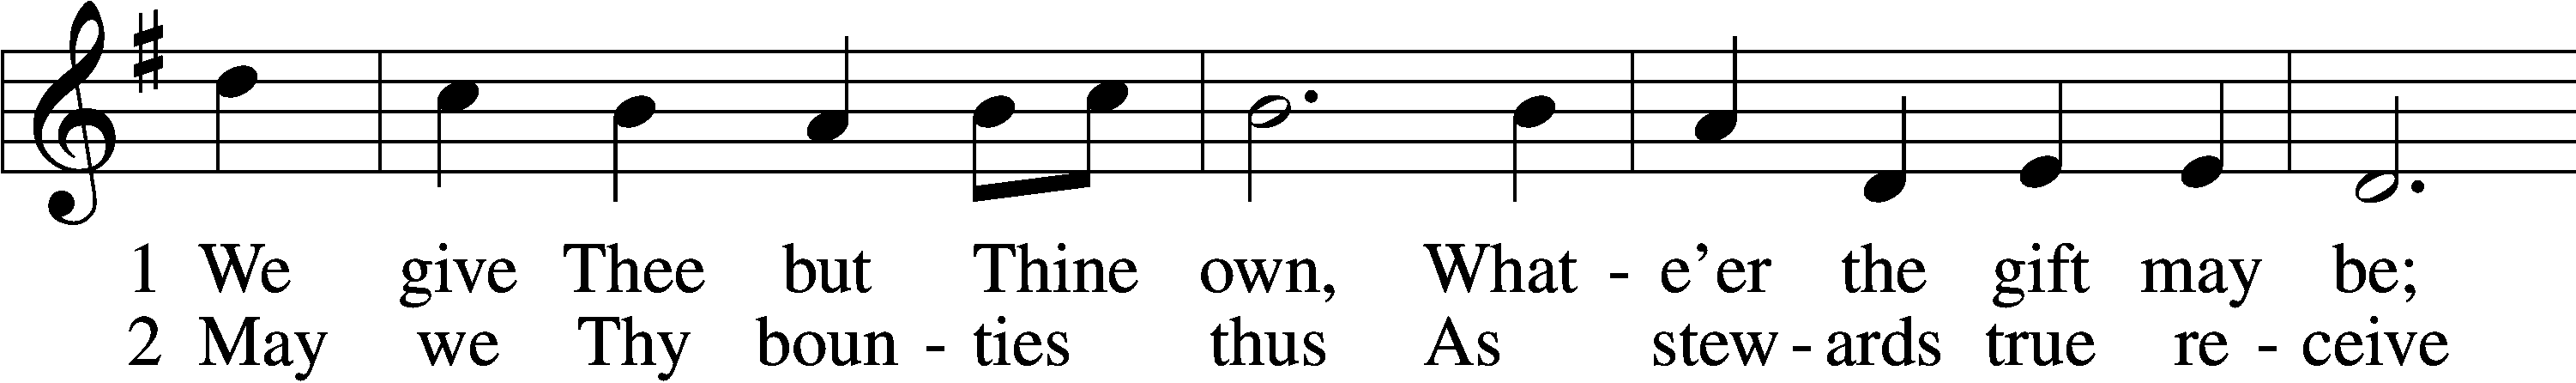 1 We give Thee but Thine own, What - e’er the gift may be;
2 May we Thy boun - ties thus As stew - ards true re - ceive